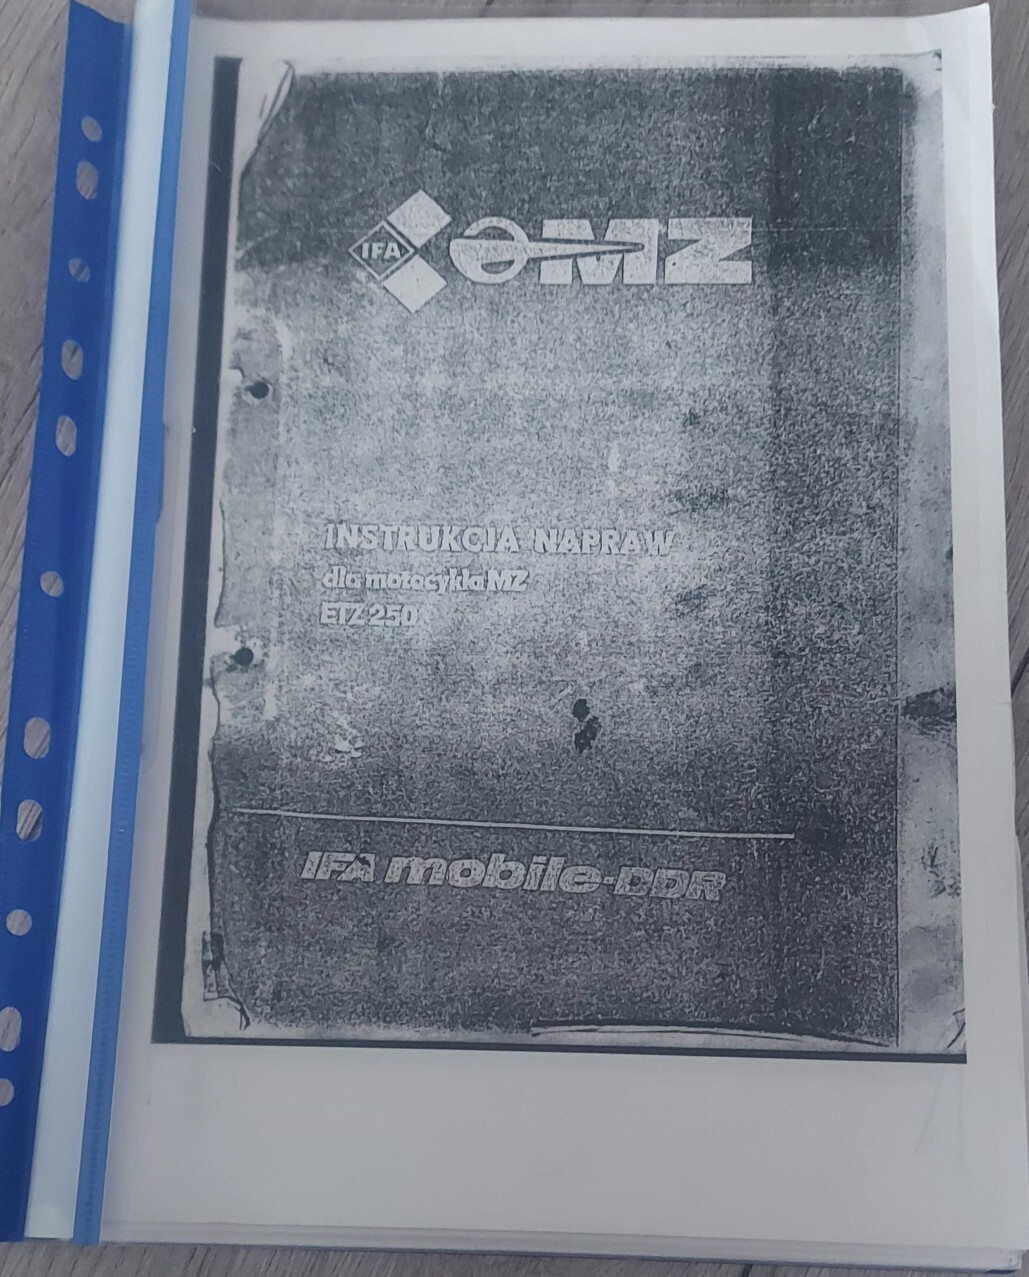 IFA MZ
INSTRUKCJA NAPRAW
dla motocykla MZ
ETZ 250
IFA mobile-DDR